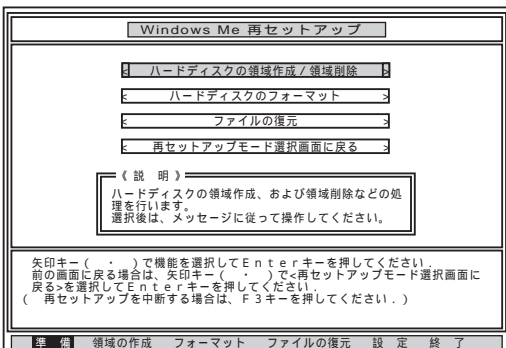 Windows Me 再セットアップ
< ハードディスクの領域作成/領域削除 >
< ハードディスクのフォーマット >
< ファイルの復元 >
< 再セットアップモード選択画面に戻る >
《説 明》
ハードディスクの領域作成、および領域削除などの処
理を行います。
選択後は、メッセージに従って操作してください。
矢印キー( ・ )で機能を選択してEnterキーを押してください.
前の画面に戻る場合は、矢印キー( ・ )で<再セットアップモード選択画面に
戻る>を選択してEnterキーを押してください.
( 再セットアップを中断する場合は、F3キーを押してください.)
準 備 領域の作成 フォーマット ファイルの復元 設 定 終 了